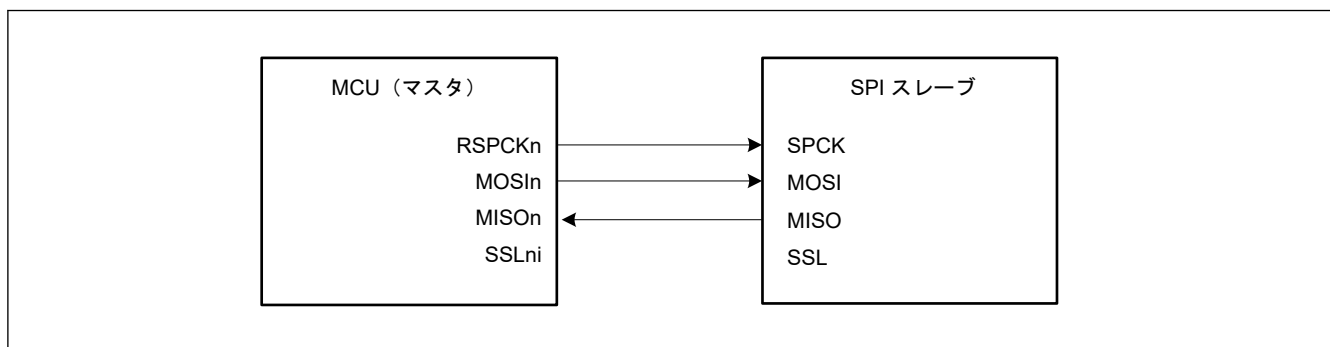 MCU（マスタ）
RSPCKn
MOSIn
MISOn
SSLni
SPI スレーブ
SPCK
MOSI
MISO
SSL